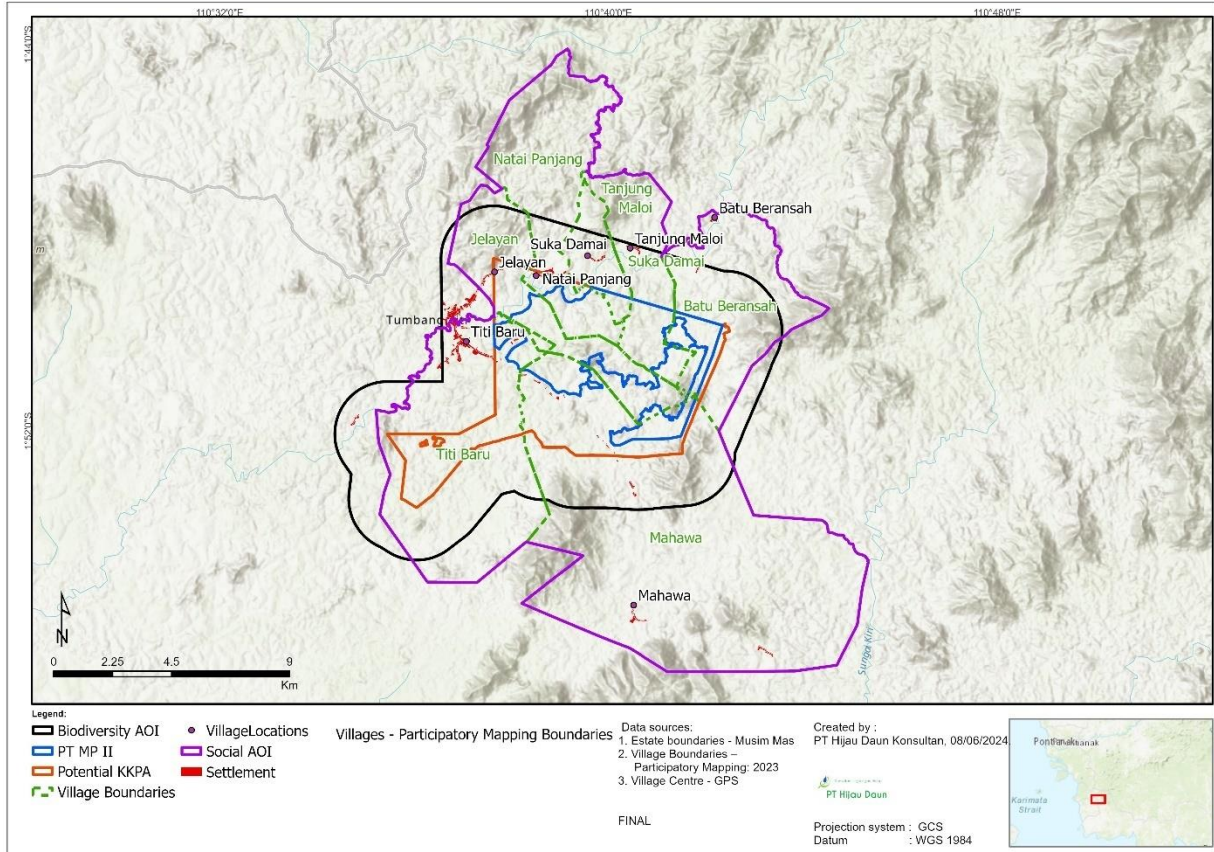 110°32'0"E
110°40'0"E
110°48'0"E
1°44'0"S
1°52'0"S
Natai Panjang
Tanjung
Maloi
Batu Beransah
Jelayan
Suka Damai
Tanjung Maloi
Suka Damai
Jelayan
Natai Panjang
Batu Beransah
Tumbang
Titi Baru
Titi Baru
Mahawa
Mahawa
Sungai Kiri
m
N
0 2.25 4.5 9
Km
Legend:
Biodiversity AOI
PT MP II
Potential KKPA
Village Boundaries
VillageLocations
Social AOI
Settlement
Villages - Participatory Mapping Boundaries
Data sources:
1. Estate boundaries - Musim Mas
2. Village Boundaries –
Participatory Mapping: 2023
3. Village Centre - GPS
FINAL
Created by :
PT Hijau Daun Konsultan, 08/06/2024
PT Hijau Daun
Projection system : GCS
Datum : WGS 1984
Karimata
Strait